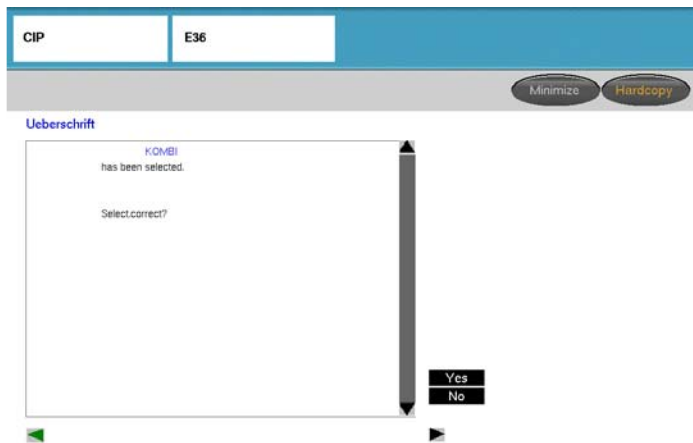 CIP
E36
Minimize
Hardcopy
Ueberschrift
KOMBI
has been selected.
Select.correct?
Yes
No